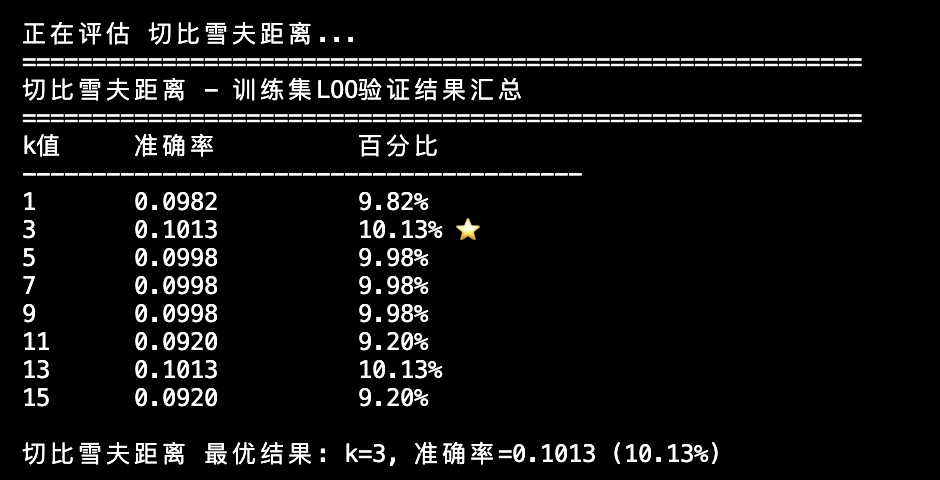 正在评估 切比雪夫距离...
============================================================
切比雪夫距离 - 训练集LOO验证结果汇总
============================================================
k值 准确率 百分比
----------------------------------------
1 0.0982 9.82%
3 0.1013 10.13% ⭐
5 0.0998 9.98%
7 0.0998 9.98%
9 0.0998 9.98%
11 0.0920 9.20%
13 0.1013 10.13%
15 0.0920 9.20%
切比雪夫距离 最优结果: k=3, 准确率=0.1013 (10.13%)